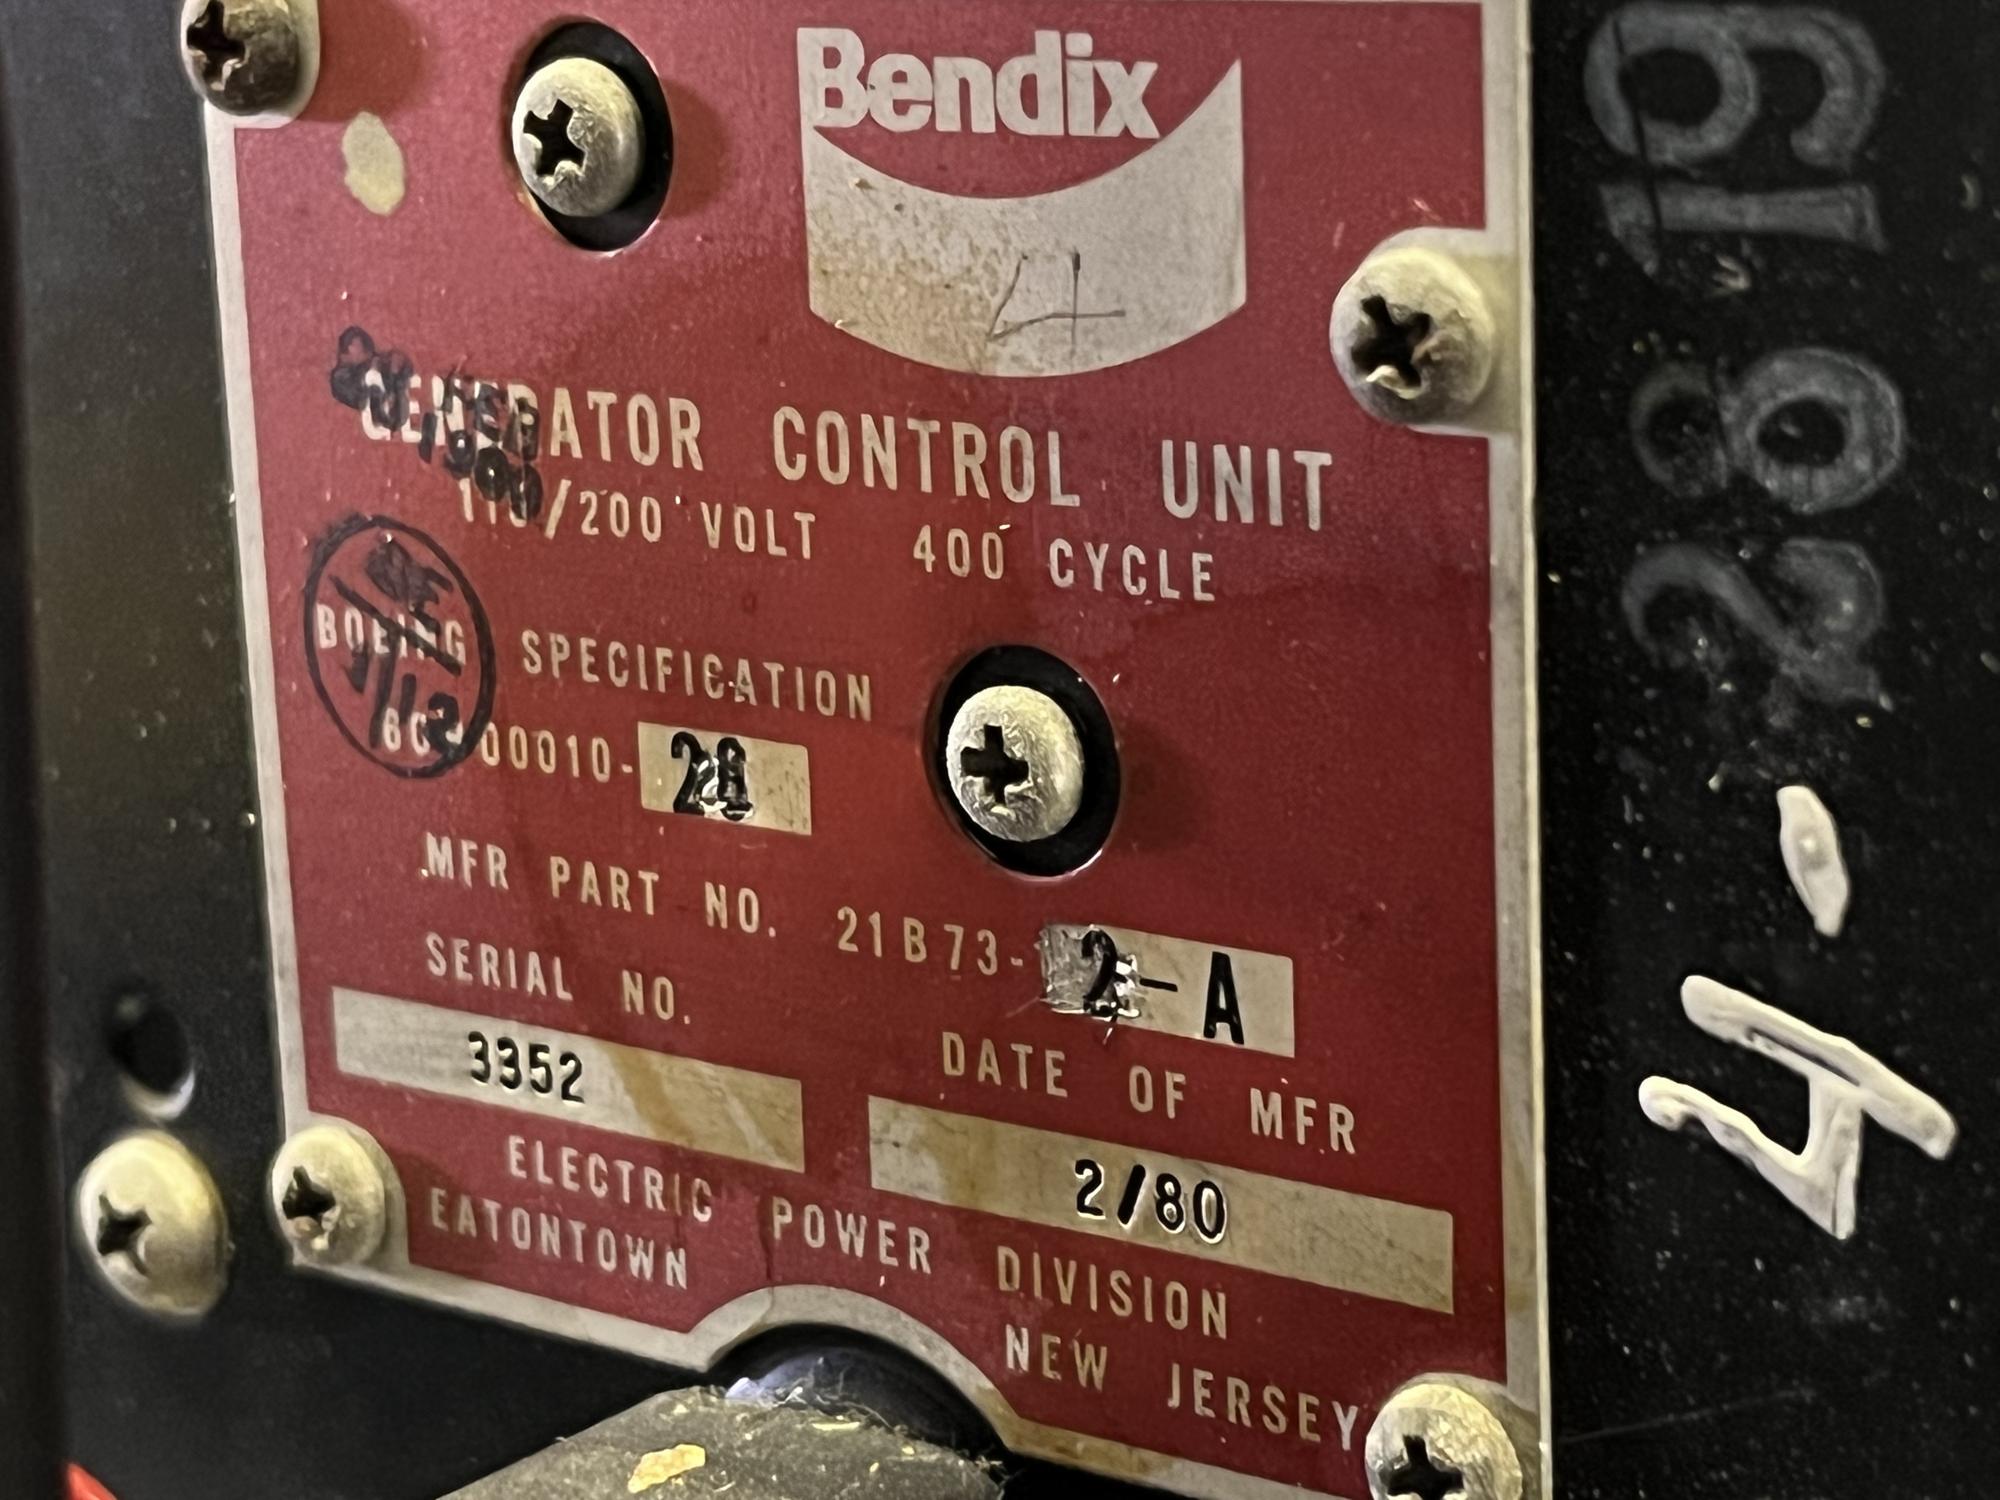 Bendix
4
GENERATOR CONTROL UNIT
/200 VOLT 400 CYCLE
BOEING SPECIFICATION
00010-
MFR PART NO. 21B73-2-A
SERIAL NO.
3352
DATE OF MFR
2/80
ELECTRIC POWER DIVISION
EATONTOWN NEW JERSEY